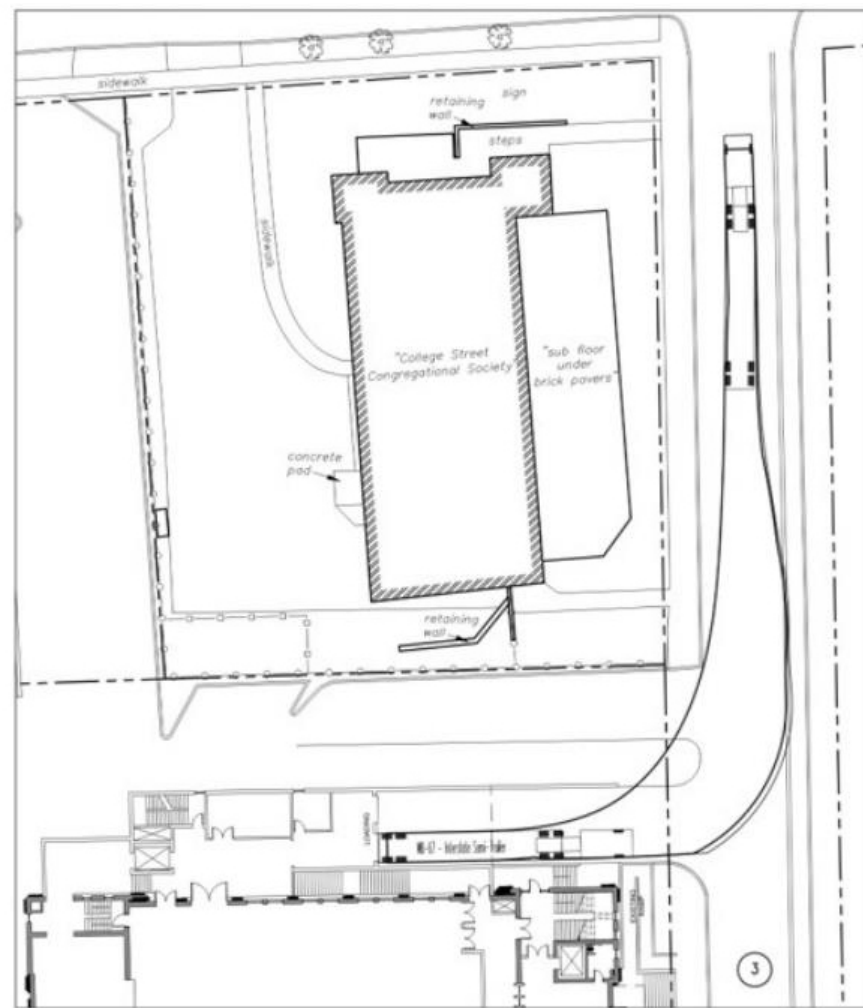 sidewalk
sign
retaining
wall
steps
sidewalk
"College Street
Congregational Society"
"sub floor
under
brick pavers"
concrete
pad
retaining
wall
WB-67 - Interstate Semi-Trailer
3